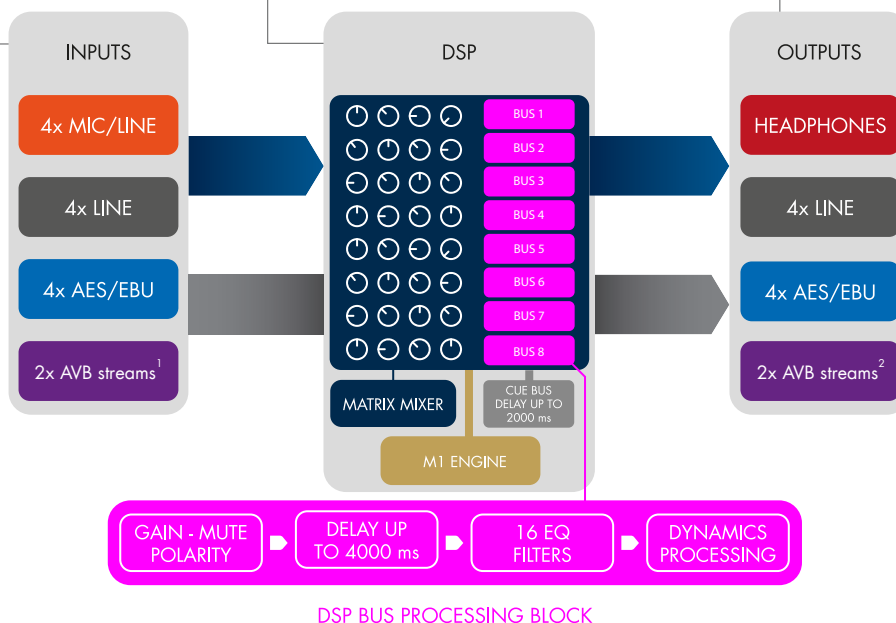 INPUTS
4x MIC/LINE
4x LINE
4x AES/EBU
2x AVB streams1
DSP
BUS 1
BUS 2
BUS 3
BUS 4
BUS 5
BUS 6
BUS 7
BUS 8
MATRIX MIXER
CUE BUS
DELAY UP TO
2000 ms
M1 ENGINE
OUTPUTS
HEADPHONES
4x LINE
4x AES/EBU
2x AVB streams2
GAIN - MUTE
POLARITY
DELAY UP
TO 4000 ms
16 EQ
FILTERS
DYNAMICS
PROCESSING
DSP BUS PROCESSING BLOCK